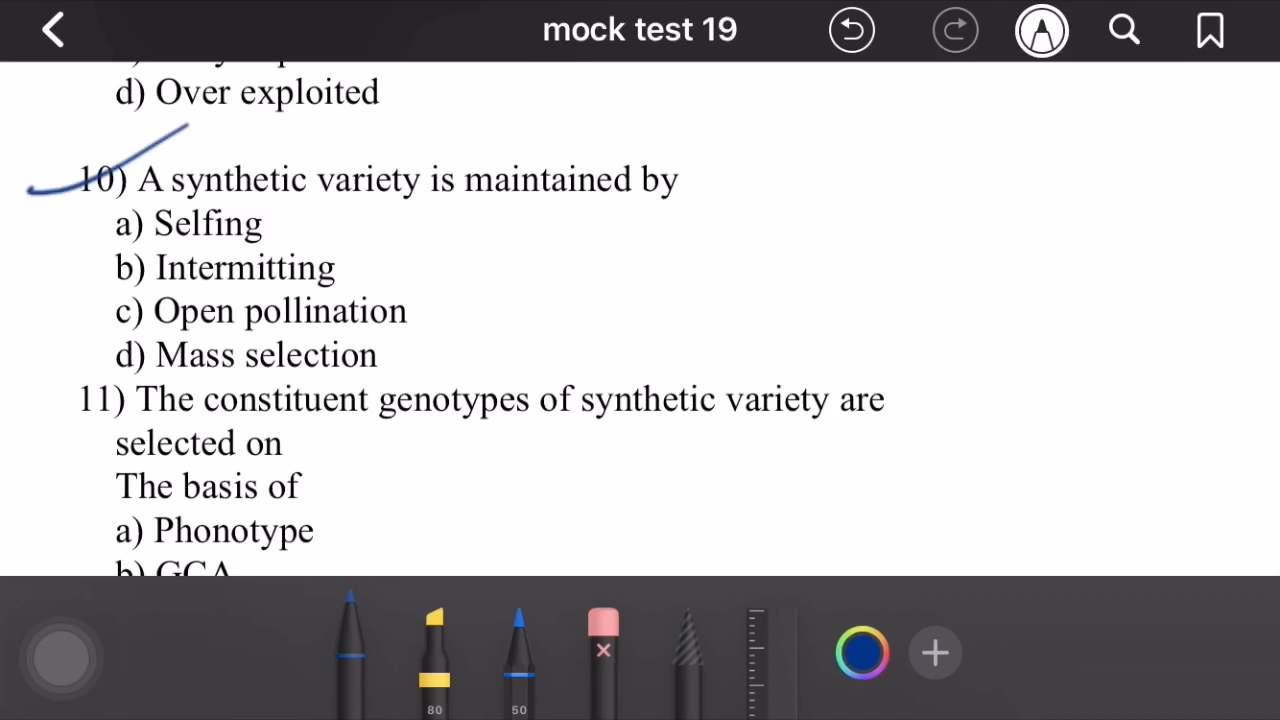 mock test 19
d) Over exploited
10) A synthetic variety is maintained by
a) Selfing
b) Intermitting
c) Open pollination
d) Mass selection
11) The constituent genotypes of synthetic variety are
selected on
The basis of
a) Phonotype
b) GCA
80
50